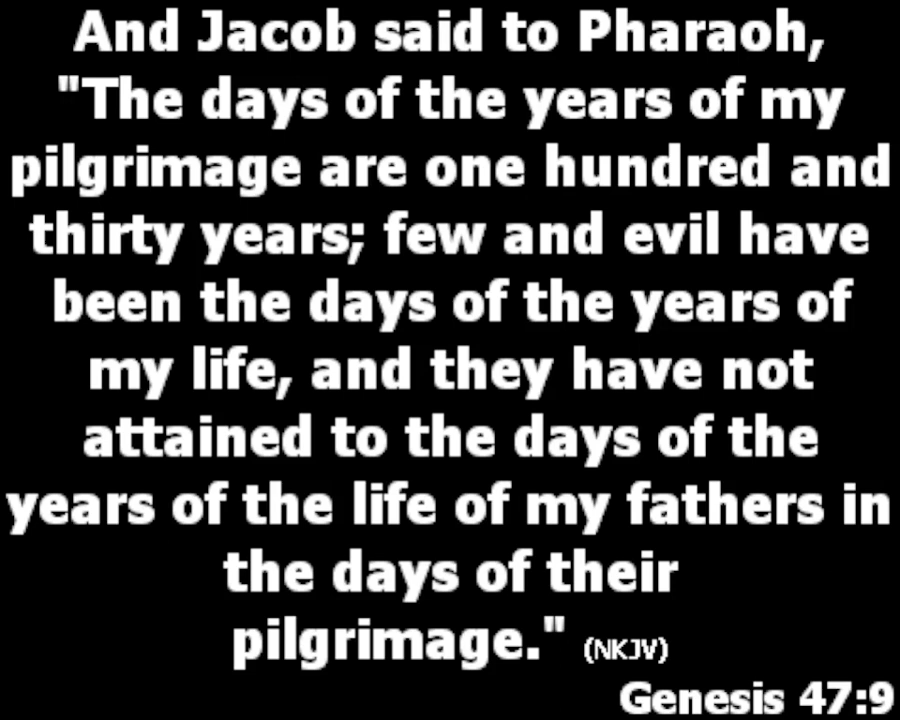 And Jacob said to Pharaoh,
"The days of the years of my
pilgrimage are one hundred and
thirty years; few and evil have
been the days of the years of
my life, and they have not
attained to the days of the
years of the life of my fathers in
the days of their
pilgrimage." (NKJV)
Genesis 47:9